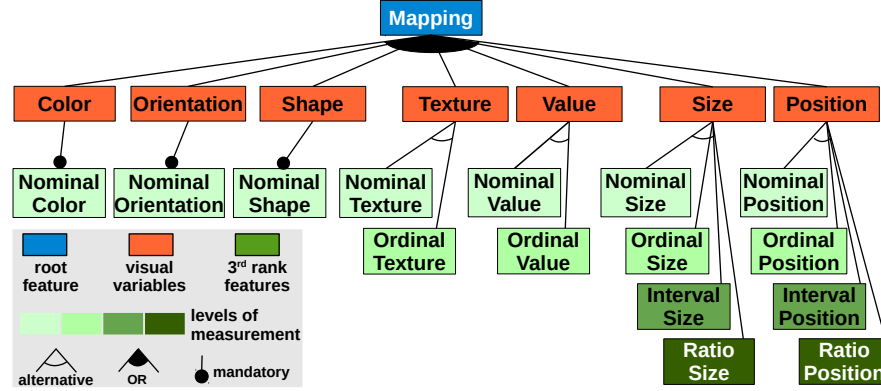 Mapping
Color
Orientation
Shape
Texture
Value
Size
Position
Nominal
Color
Nominal
Orientation
Nominal
Shape
Nominal
Texture
Nominal
Value
Nominal
Size
Nominal
Position
Ordinal
Texture
Ordinal
Value
Ordinal
Size
Ordinal
Position
Interval
Size
Interval
Position
Ratio
Size
Ratio
Position
root
feature
visual
variables
3rd rank
features
levels of
measurement
alternative
OR
mandatory